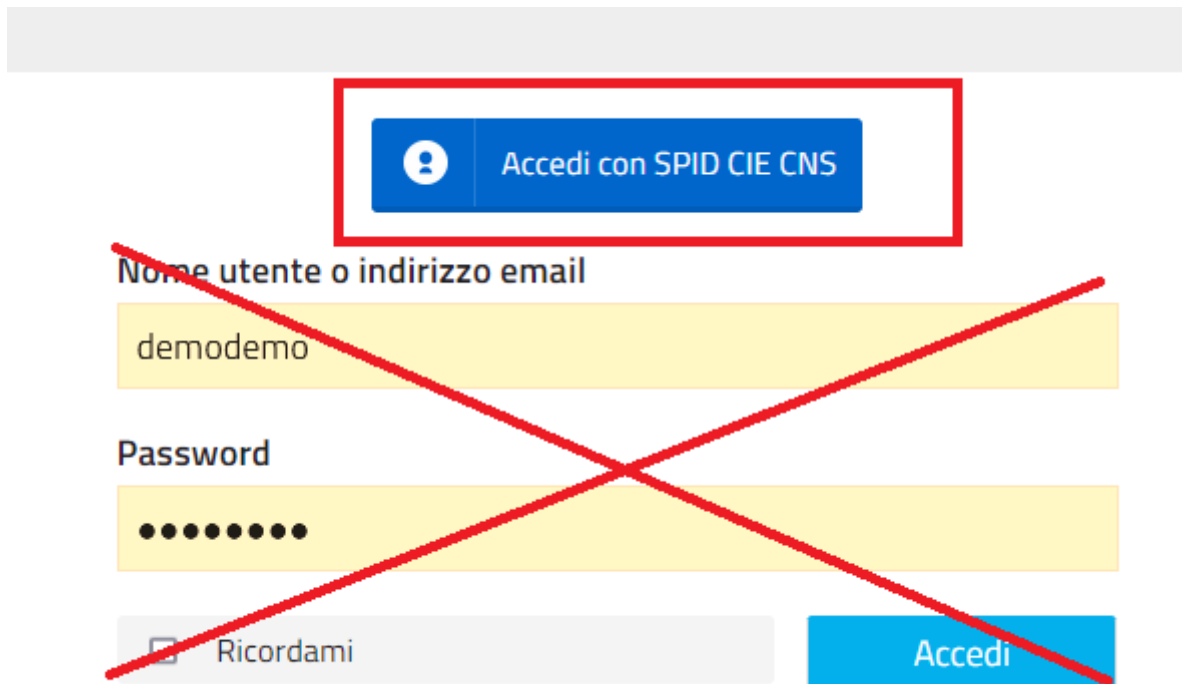 Accedi con SPID CIE CNS
Nome utente o indirizzo email
demodemo
Password
Ricordami
Accedi